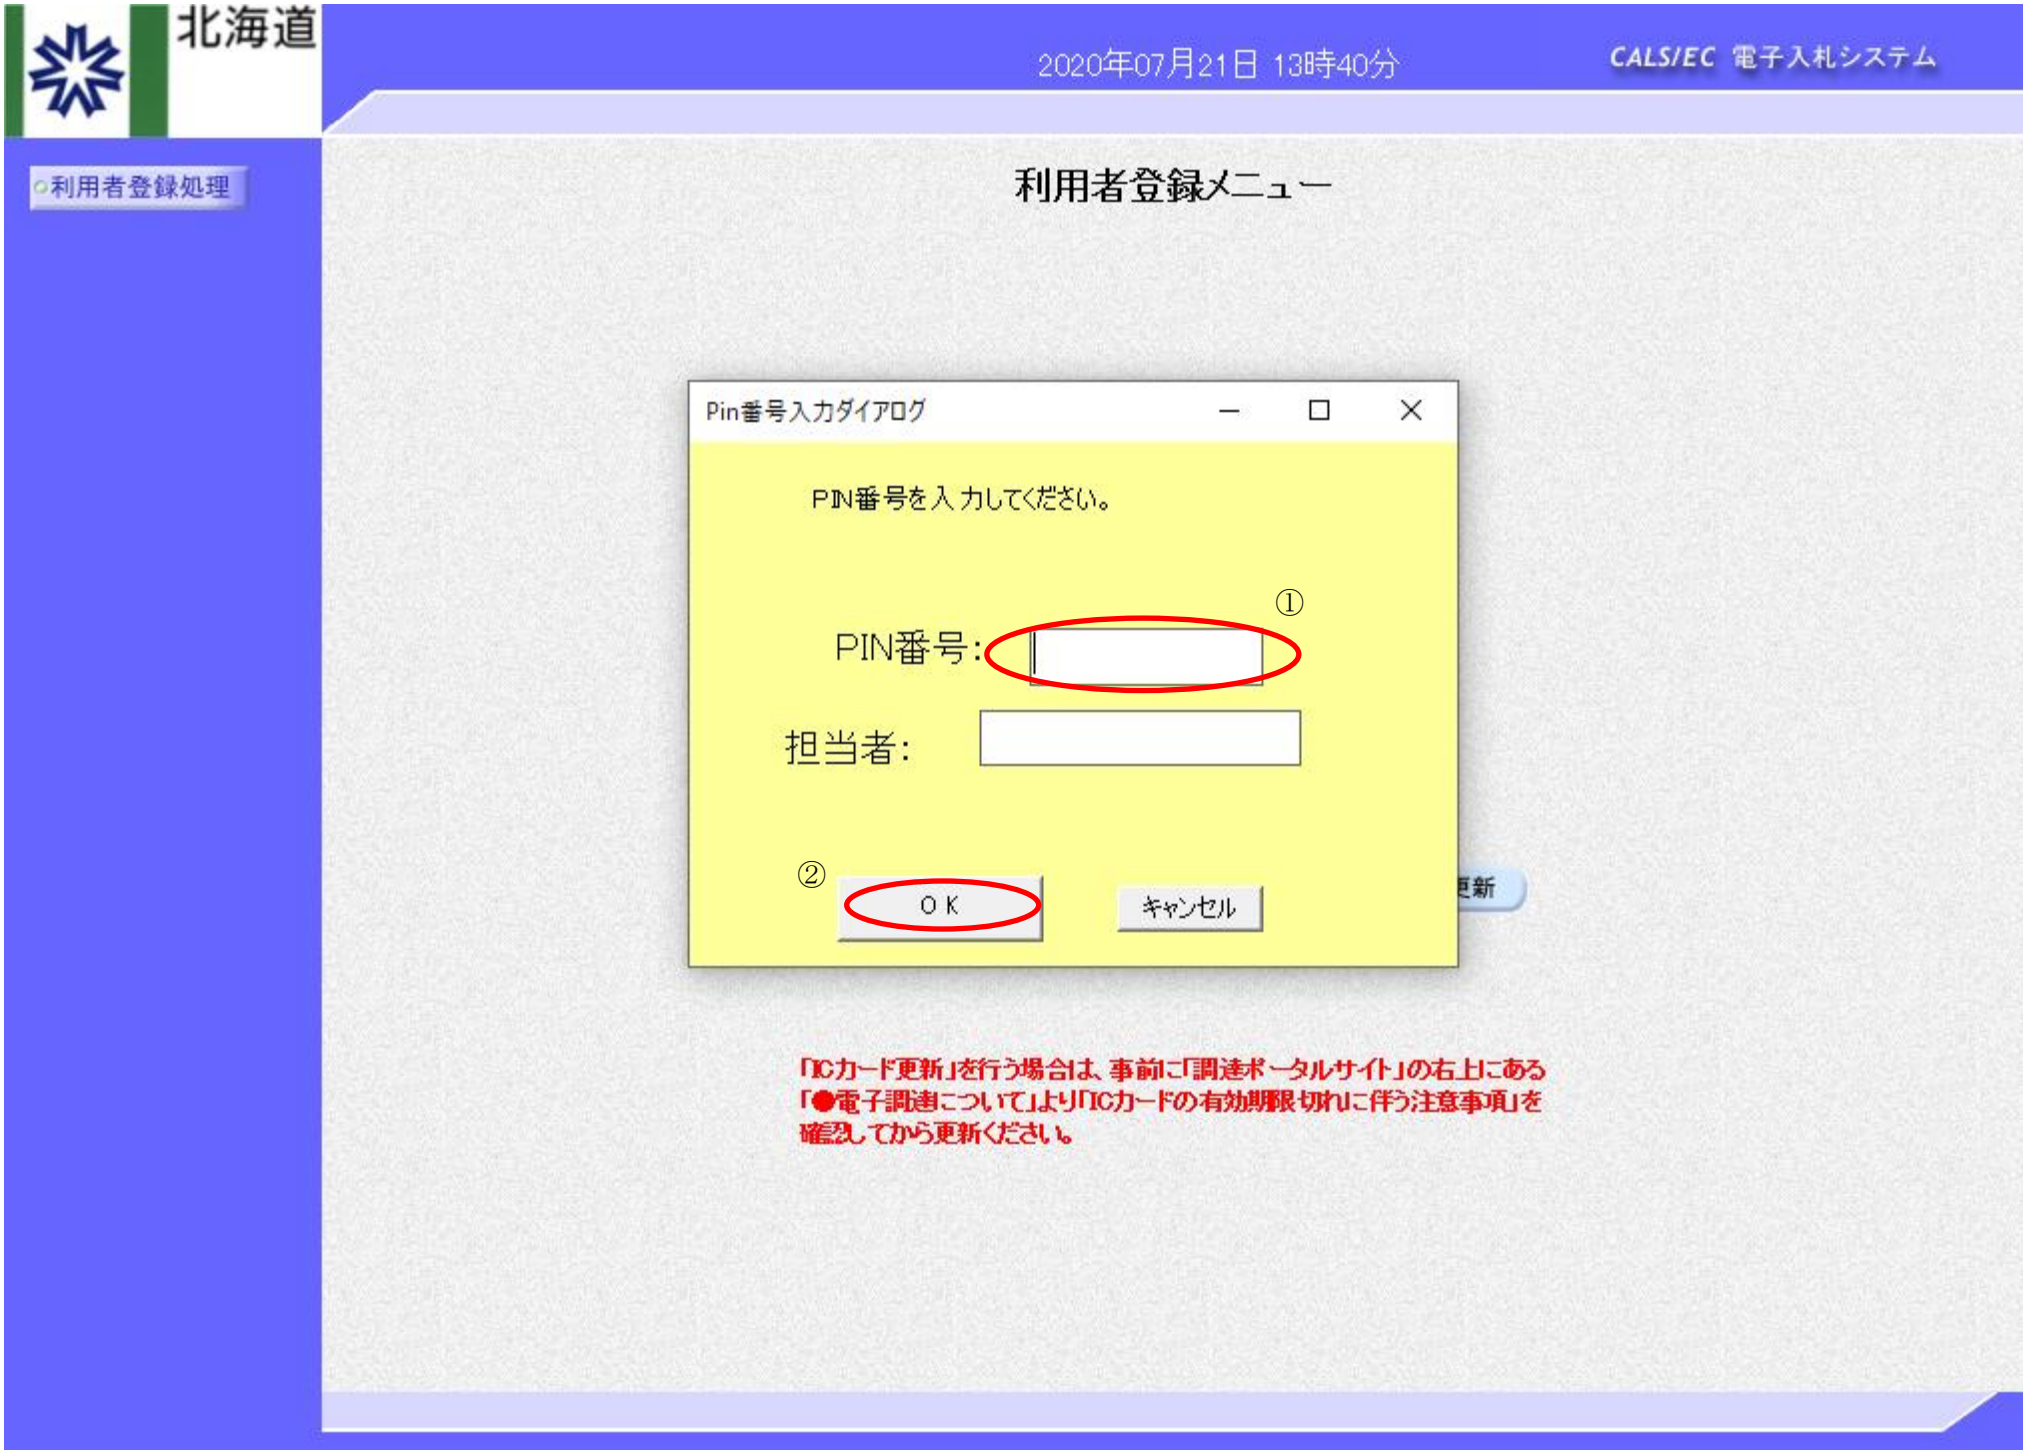 北海道
2020年07月21日 13時40分
CALS/EC 電子入札システム
利用者登録処理
利用者登録メニュー
Pin番号入力ダイアログ
PIN番号を入力してください。
①
PIN番号:
担当者:
②
OK
キャンセル
更新
「ICカード更新」を行う場合は、事前に「調達ポータルサイト」の右上にある
「●電子調達について」より「ICカードの有効期限切れに伴う注意事項」を
確認してから更新ください。